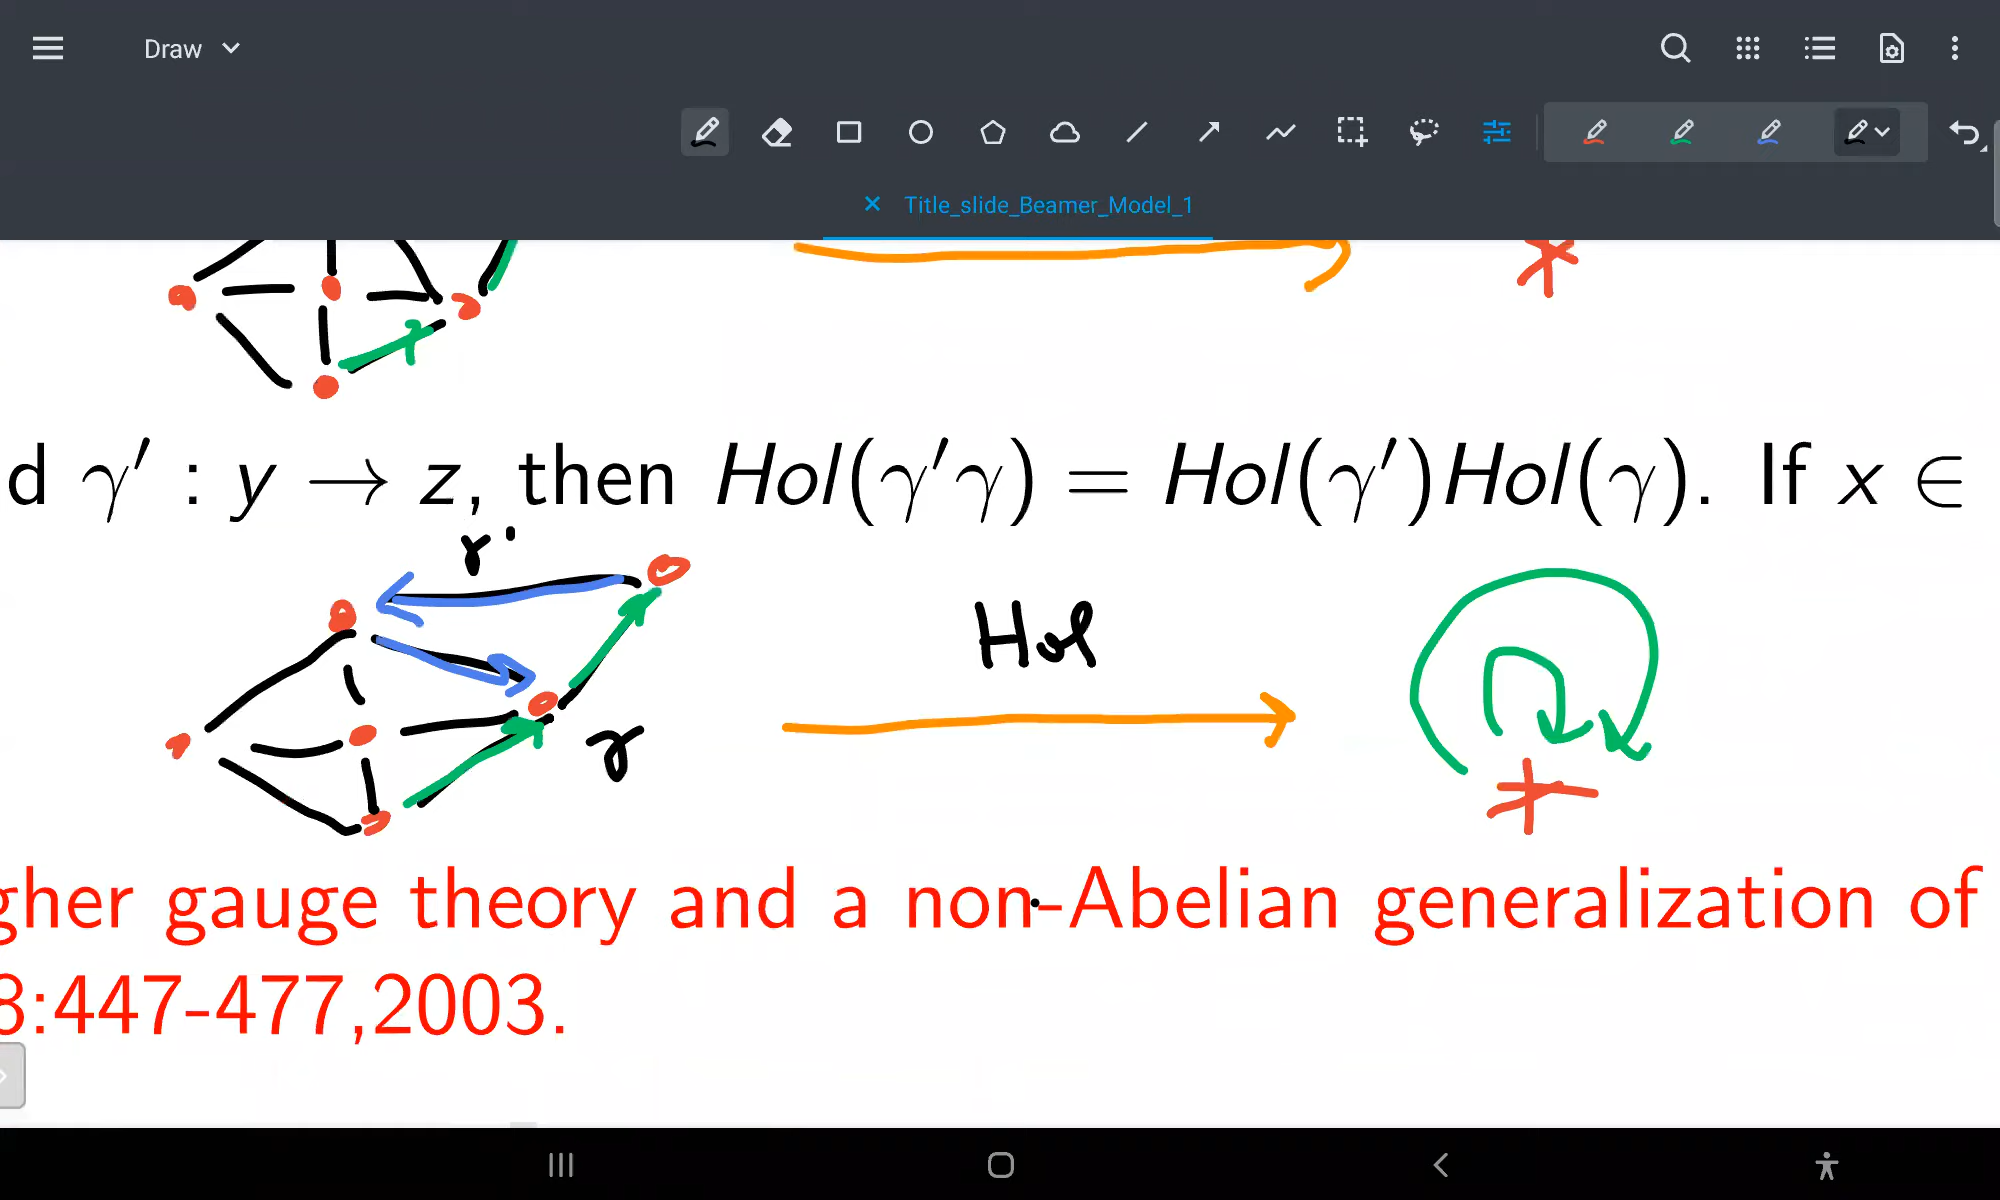 Draw
Title_slide_Beamer_Model_1
d γ′ : y → z, then Hol(γ′γ) = Hol(γ′)Hol(γ). If x ∈
γ'
Hol
γ
gher gauge theory and a non-Abelian generalization of
8:447-477,2003.